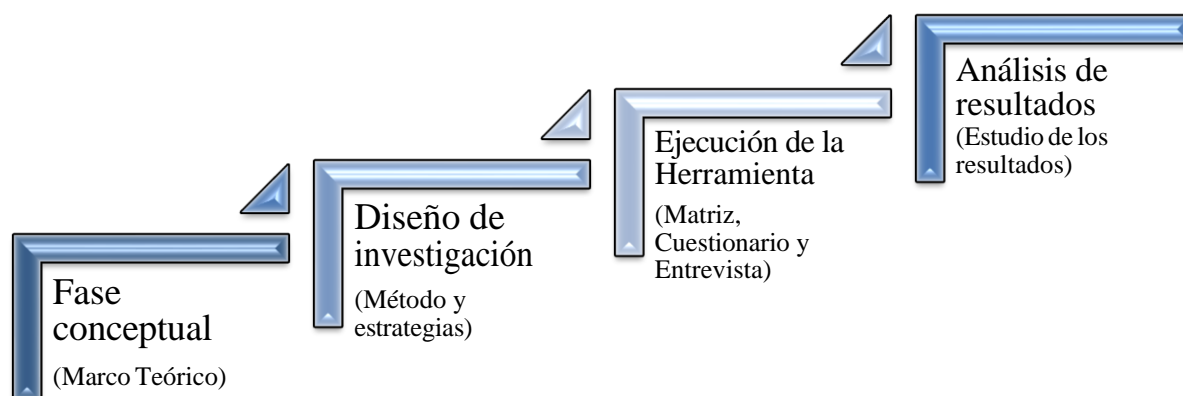 Fase
conceptual
(Marco Teórico)
Diseño de
investigación
(Método y
estrategias)
Ejecución de la
Herramienta
(Matriz,
Cuestionario y
Entrevista)
Análisis de
resultados
(Estudio de los
resultados)